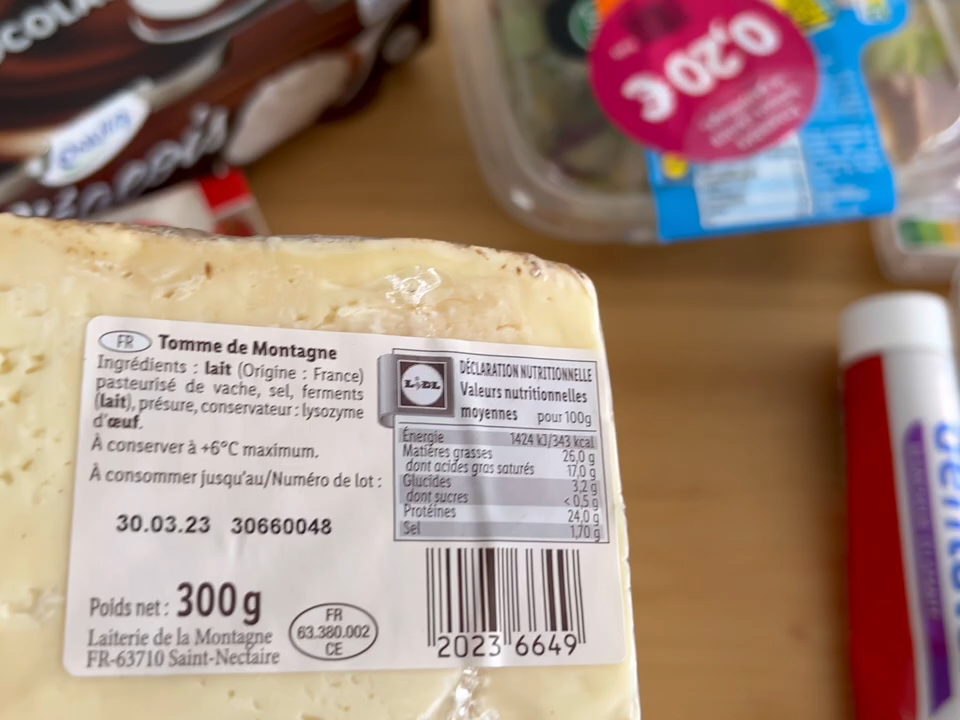 CHOCOLA
0,20€
FR Tomme de Montagne
Ingrédients : lait (Origine : France)
pasteurisé de vache, sel, ferments
(lait), présure, conservateur : lysozyme
d'œuf.
À conserver à +6°C maximum.
À consommer jusqu'au/Numéro de lot :
30.03.23 30660048
Poids net : 300g
Laiterie de la Montagne
FR-63710 Saint-Nectaire
FR
63.380.002
CE
LIDL
DÉCLARATION NUTRITIONNELLE
Valeurs nutritionnelles
moyennes pour 100g
Énergie 1424 kJ/343 kcal
Matières grasses 26,0 g
dont acides gras saturés 17,0 g
Glucides 3,2 g
dont sucres <0,5 g
Protéines 24,0 g
Sel 1,70 g
2023 6649